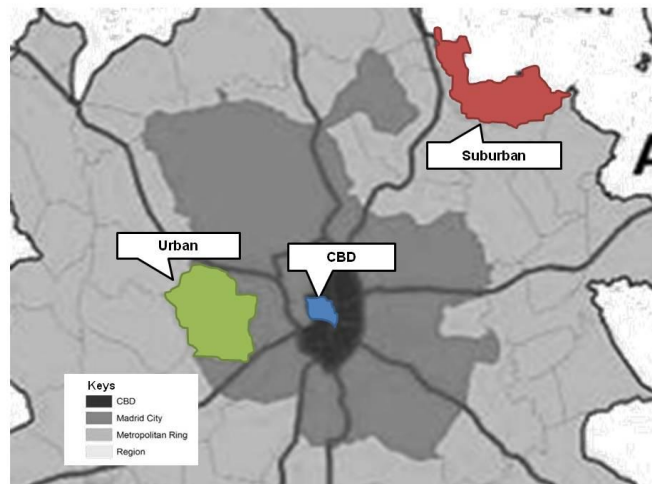 Suburban
Urban
CBD
Keys
CBD
Madrid City
Metropolitan Ring
Region